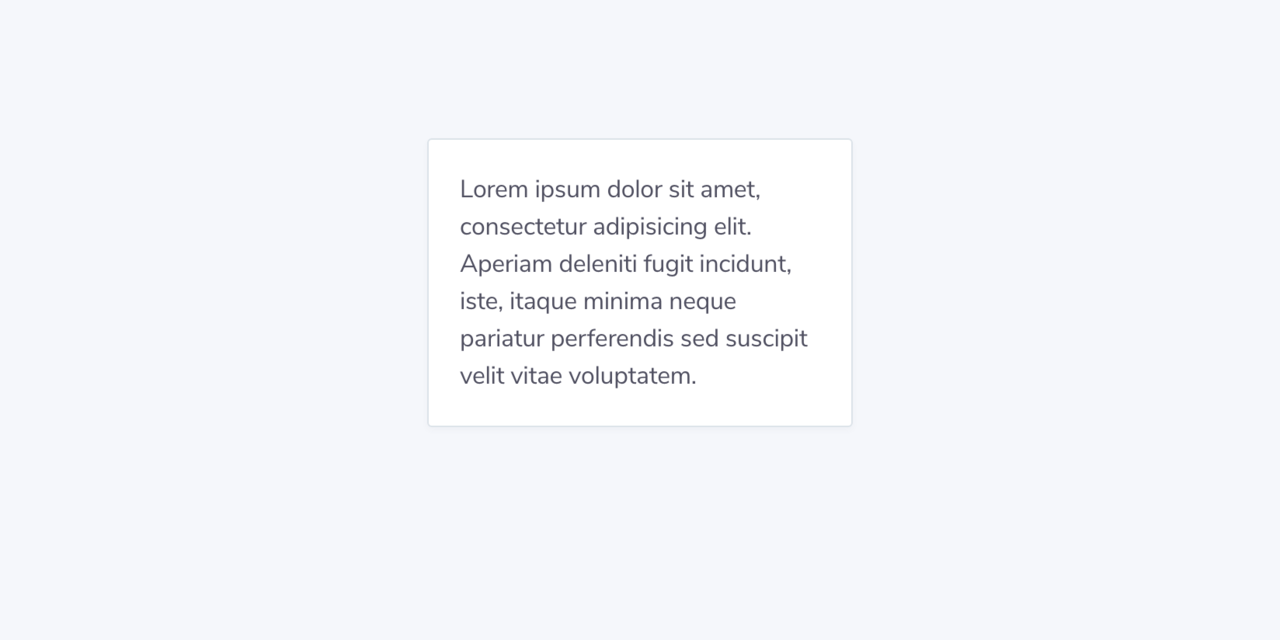 Lorem ipsum dolor sit amet,
consectetur adipisicing elit.
Aperiam deleniti fugit incidunt,
iste, itaque minima neque
pariatur perferendis sed suscipit
velit vitae voluptatem.